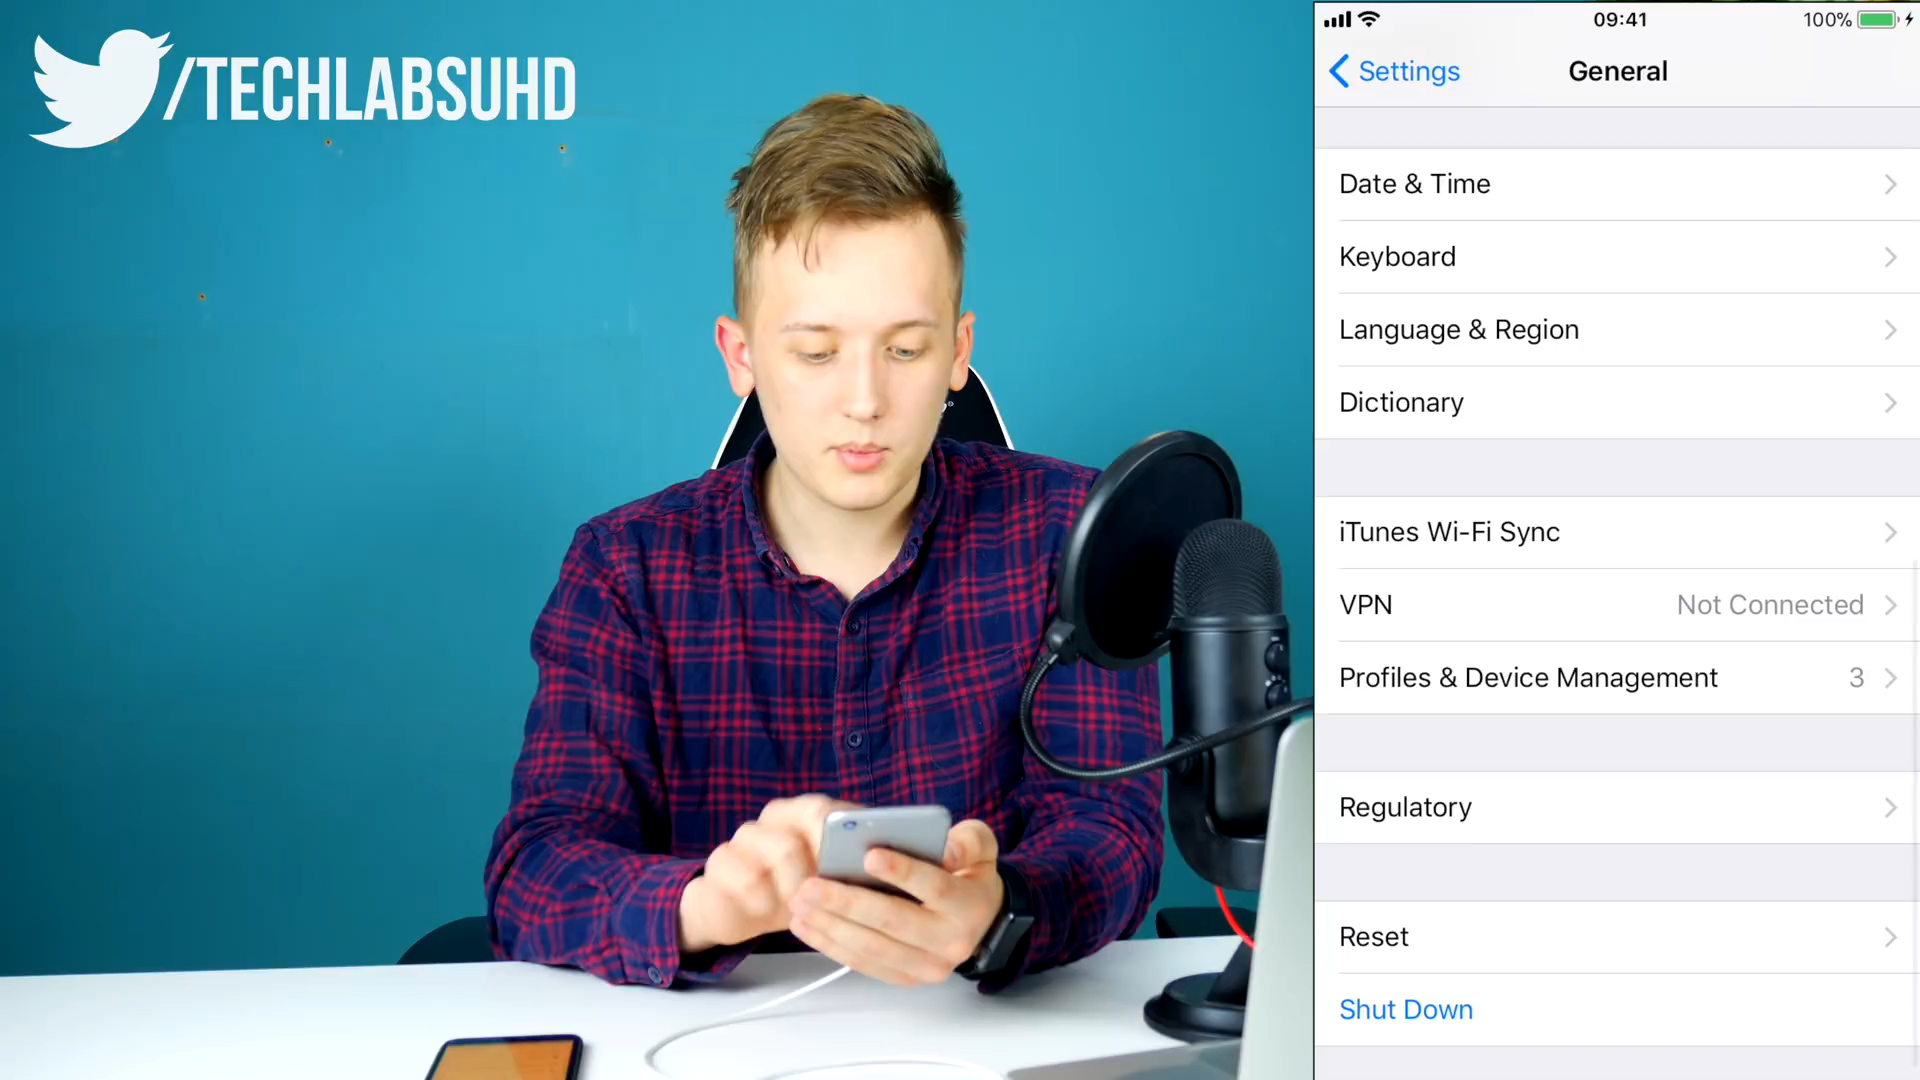 /TECHLABSUHD
09:41
100%
Settings
General
Date & Time
Keyboard
Language & Region
Dictionary
iTunes Wi-Fi Sync
VPN
Not Connected
Profiles & Device Management
3
Regulatory
Reset
Shut Down